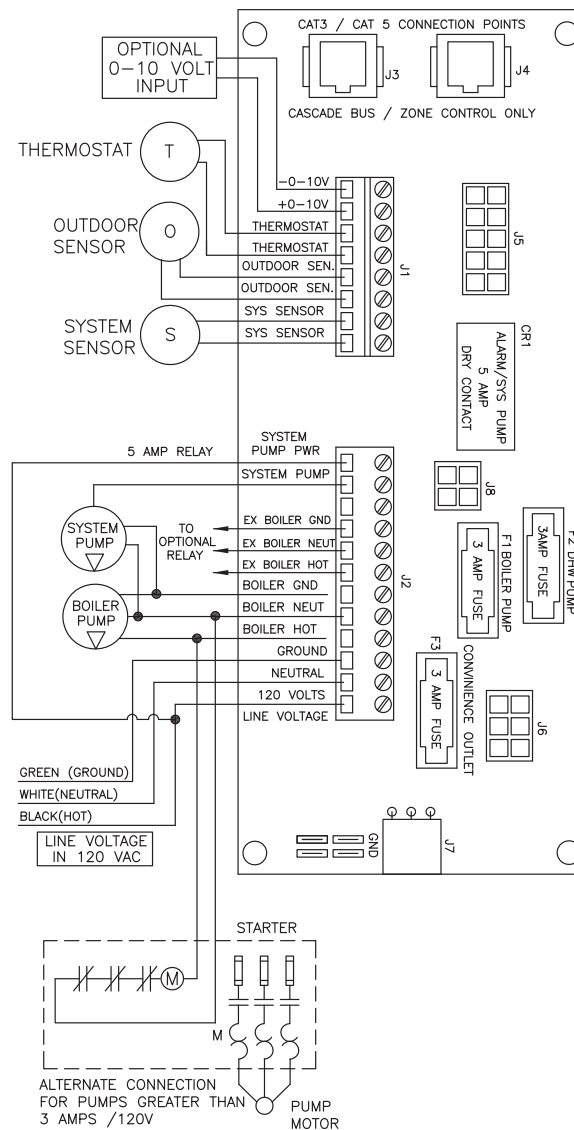 OPTIONAL
0-10 VOLT
INPUT
CAT3 / CAT 5 CONNECTION POINTS
J3
J4
CASCADE BUS / ZONE CONTROL ONLY
THERMOSTAT
T
OUTDOOR
SENSOR
O
SYSTEM
SENSOR
S
-0-10V
+0-10V
THERMOSTAT
THERMOSTAT
OUTDOOR SEN.
OUTDOOR SEN.
SYS SENSOR
SYS SENSOR
J1
J5
CR1
ALARM/SYS PUMP
5 AMP
DRY CONTACT
5 AMP RELAY
SYSTEM
PUMP PWR
SYSTEM PUMP
SYSTEM
PUMP
TO
OPTIONAL
RELAY
EX BOILER GND
EX BOILER NEUT
EX BOILER HOT
BOILER
PUMP
BOILER GND
BOILER NEUT
BOILER HOT
GROUND
NEUTRAL
120 VOLTS
LINE VOLTAGE
J2
J8
3 AMP FUSE
F1 BOILER PUMP
3AMP FUSE
F2 DHW PUMP
F3
3 AMP FUSE
CONVINIENCE OUTLET
J6
GREEN (GROUND)
WHITE(NEUTRAL)
BLACK(HOT)
LINE VOLTAGE
IN 120 VAC
GND
J7
STARTER
M
M
ALTERNATE CONNECTION
FOR PUMPS GREATER THAN
3 AMPS /120V
PUMP
MOTOR